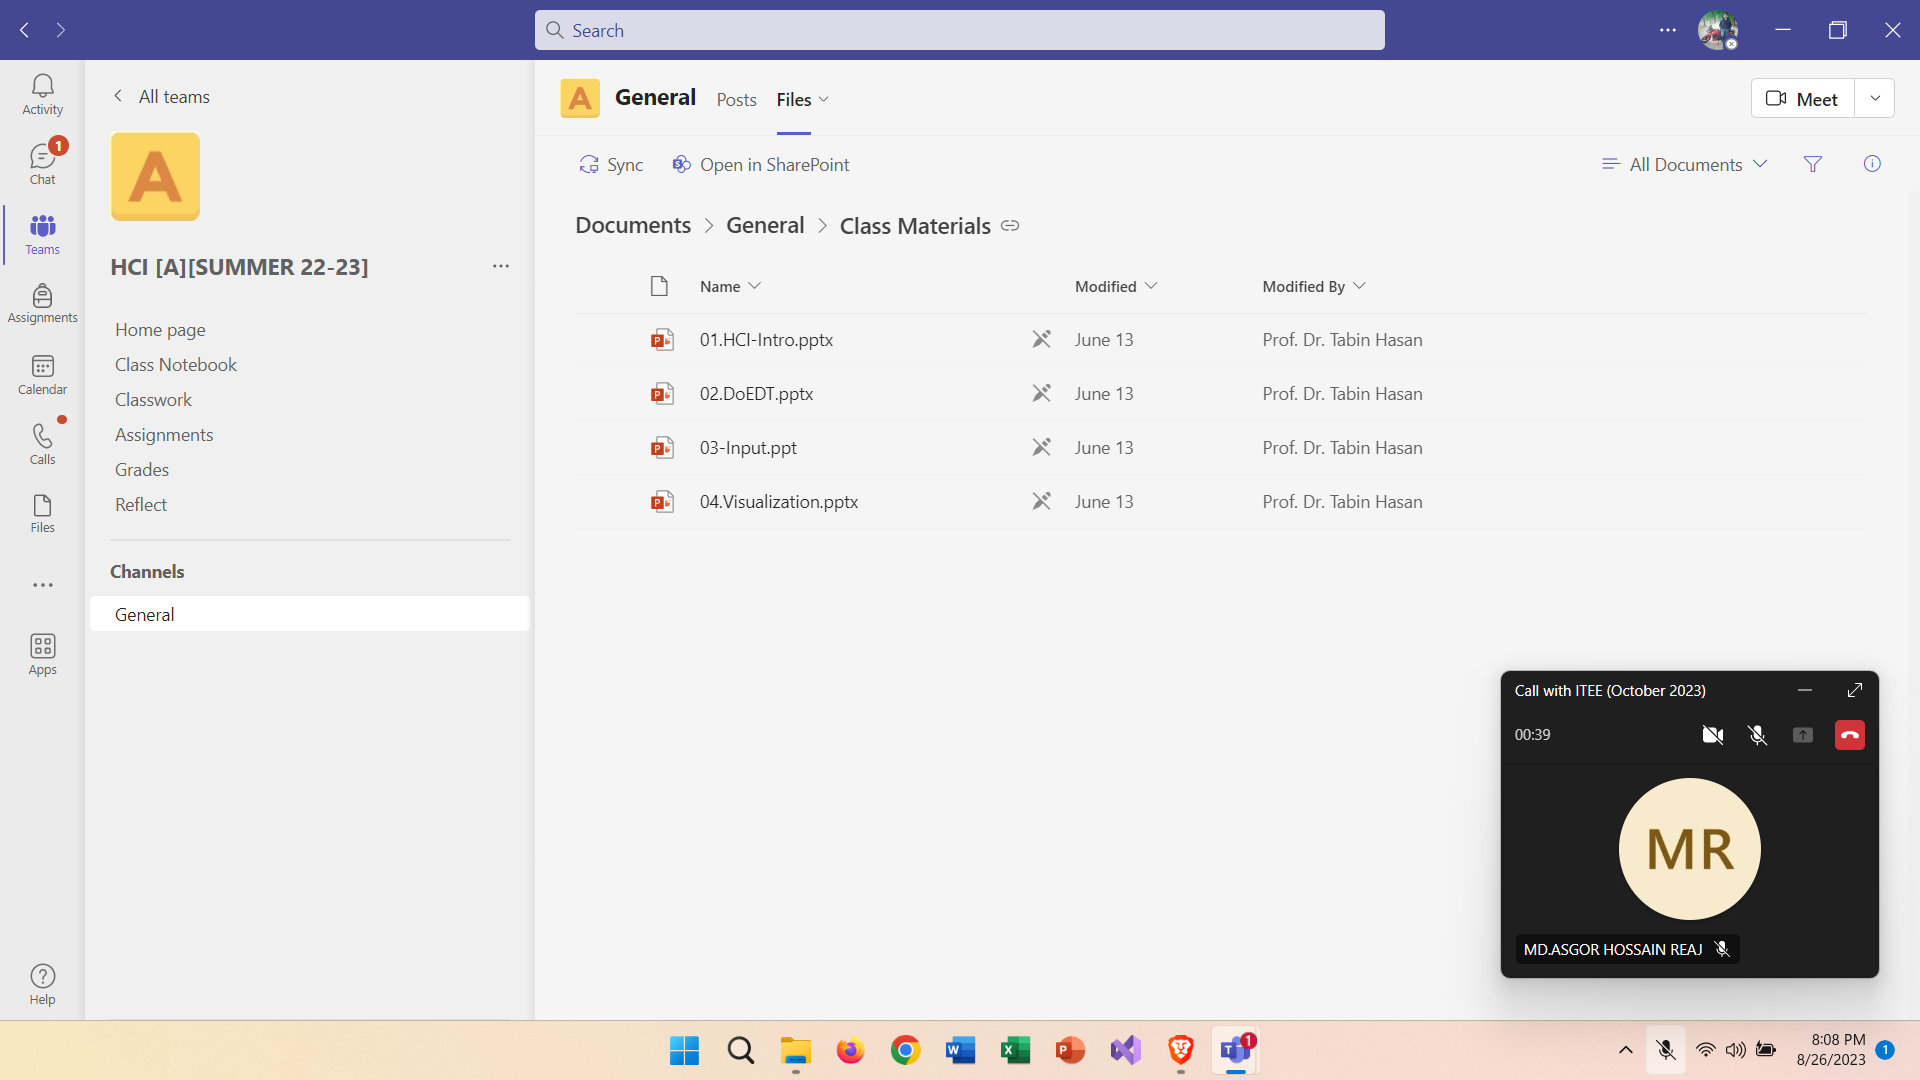 Search
Activity
1
Chat
Teams
Assignments
Calendar
Calls
Files
Apps
Help
All teams
A
HCI [A][SUMMER 22-23]
Home page
Class Notebook
Classwork
Assignments
Grades
Reflect
Channels
General
A General Posts Files
Meet
Sync Open in SharePoint
All Documents
Documents > General > Class Materials
Name Modified Modified By
01.HCI-Intro.pptx June 13 Prof. Dr. Tabin Hasan
02.DoEDT.pptx June 13 Prof. Dr. Tabin Hasan
03-Input.ppt June 13 Prof. Dr. Tabin Hasan
04.Visualization.pptx June 13 Prof. Dr. Tabin Hasan
Call with ITEE (October 2023)
00:39
MR
MD.ASGOR HOSSAIN REAJ
1
8:08 PM
8/26/2023
1